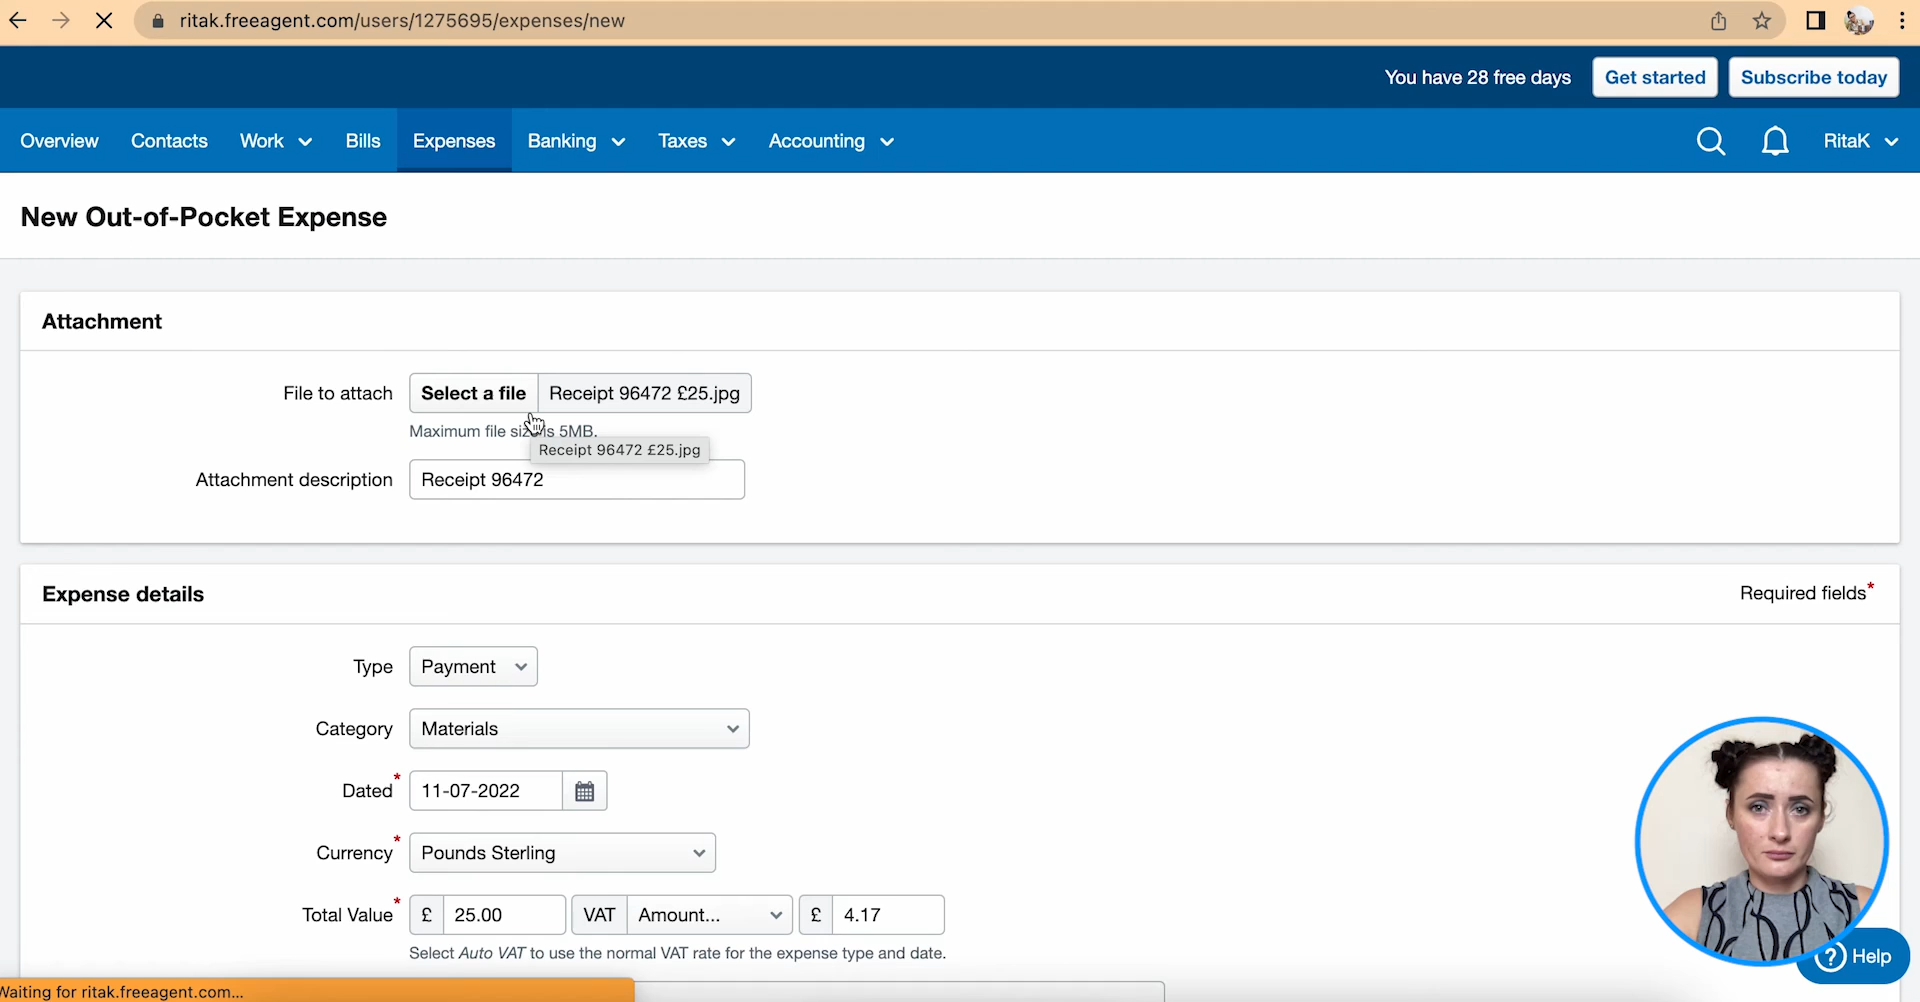 ritak.freeagent.com/users/1275695/expenses/new
You have 28 free days Get started Subscribe today
Overview Contacts Work Bills Expenses Banking Taxes Accounting RitaK
New Out-of-Pocket Expense
Attachment
File to attach Select a file Receipt 96472 £25.jpg
Maximum file size is 5MB.
Receipt 96472 £25.jpg
Attachment description Receipt 96472
Expense details Required fields*
Type Payment
Category Materials
Dated* 11-07-2022
Currency* Pounds Sterling
Total Value* £ 25.00 VAT Amount... £ 4.17
Select Auto VAT to use the normal VAT rate for the expense type and date.
? Help
Waiting for ritak.freeagent.com...